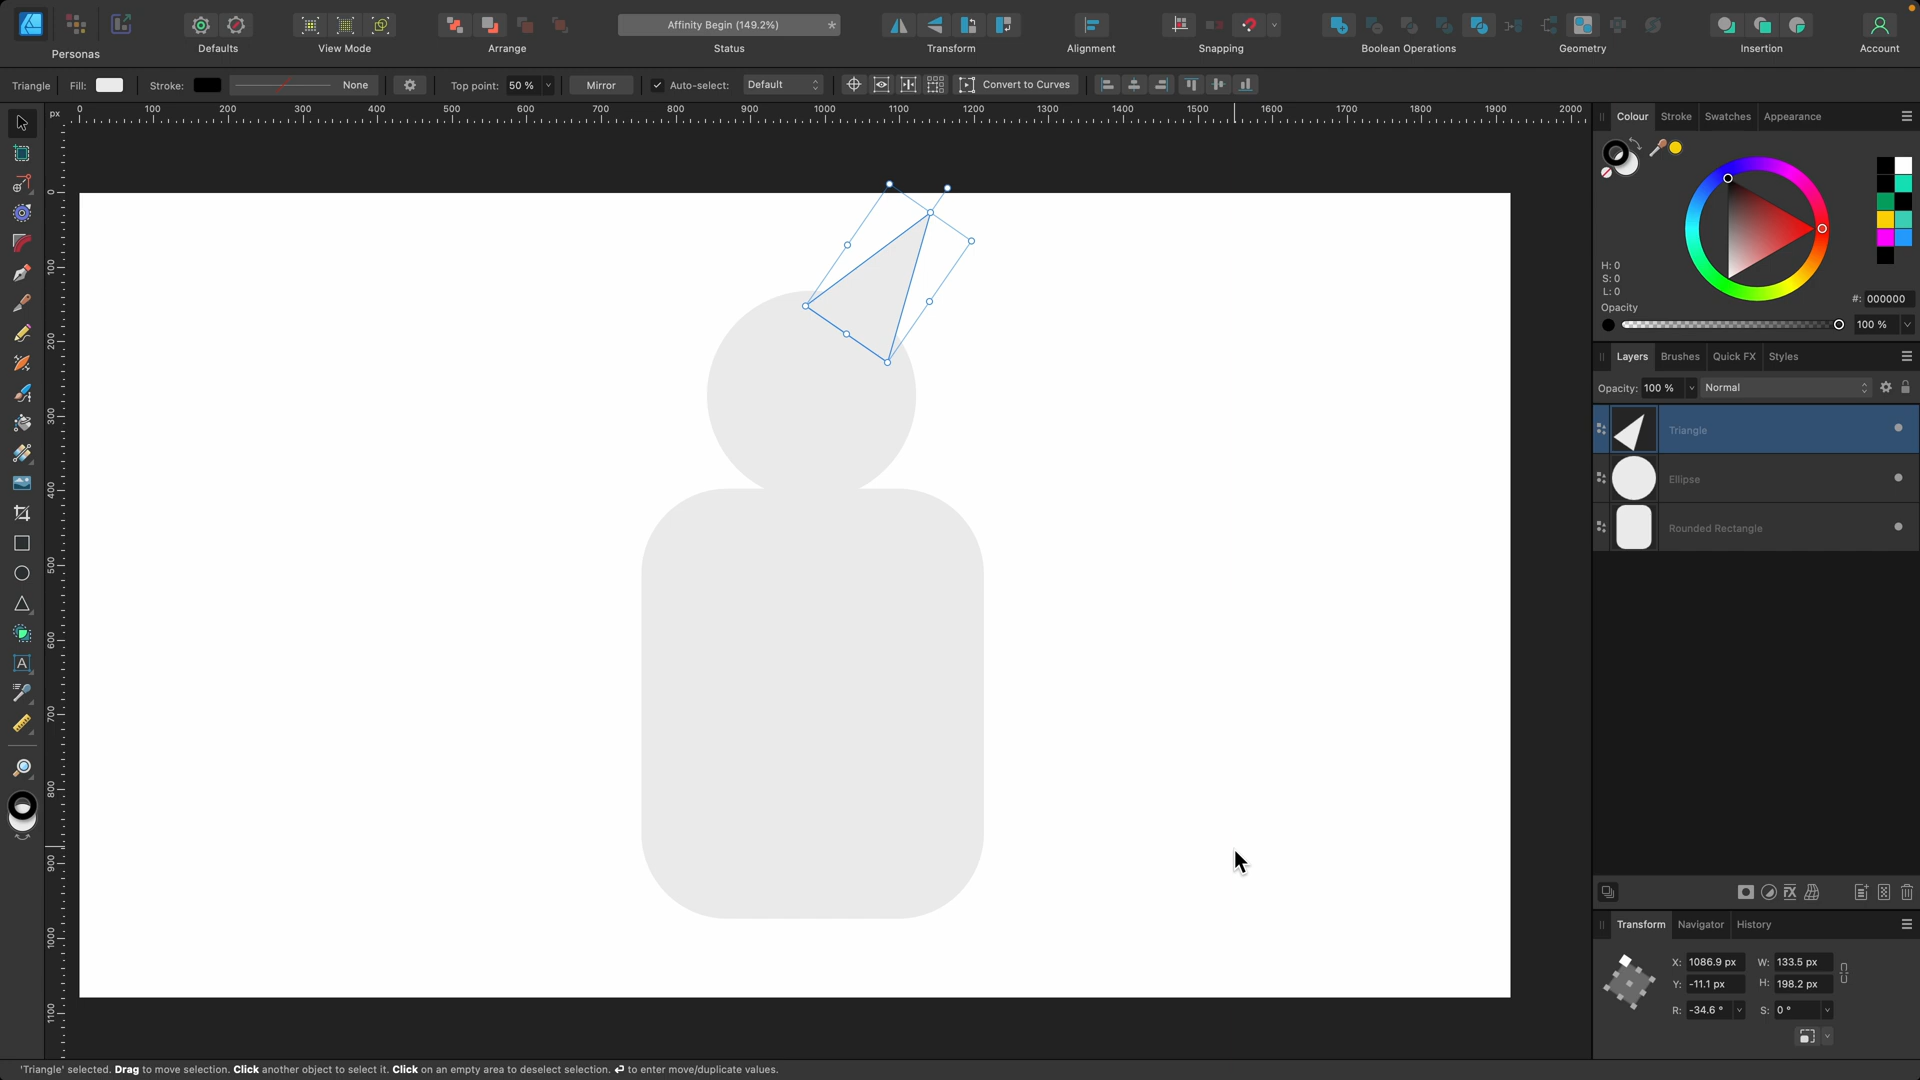 Personas
Defaults
View Mode
Arrange
Affinity Begin (149.2%) *
Status
Transform
Alignment
Snapping
Boolean Operations
Geometry
Insertion
Account
Triangle Fill: Stroke: None Top point: 50 % Mirror Auto-select: Default Convert to Curves
px 0 100 200 300 400 500 600 700 800 900 1000 1100 1200 1300 1400 1500 1600 1700 1800 1900 2000
0
100
200
300
400
500
600
700
800
900
1000
1100
Colour Stroke Swatches Appearance
H: 0
S: 0
L: 0
#: 000000
Opacity
100 %
Layers Brushes Quick FX Styles
Opacity: 100 % Normal
Triangle
Ellipse
Rounded Rectangle
Transform Navigator History
X: 1086.9 px W: 133.5 px
Y: -11.1 px H: 198.2 px
R: -34.6 ° S: 0 °
'Triangle' selected. Drag to move selection. Click another object to select it. Click on an empty area to deselect selection. ⏎ to enter move/duplicate values.